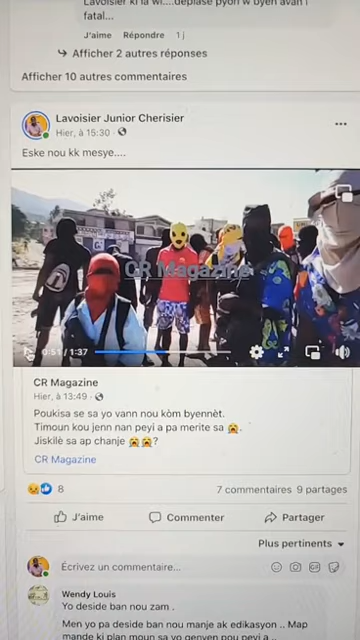 Lavoisier ki la wi....deplase pyon w byen avan l
fatal...
J'aime Répondre 1 j
Afficher 2 autres réponses
Afficher 10 autres commentaires
Lavoisier Junior Cherisier
Hier, à 15:30 ·
Eske nou kk mesye....
CR Magazine
0:51 / 1:37
CR Magazine
Hier, à 13:49 ·
Poukisa se sa yo vann nou kòm byennèt.
Timoun kou jenn nan peyi a pa merite sa 😭.
Jiskilè sa ap chanje 😭😭?
CR Magazine
8
7 commentaires 9 partages
J'aime Commenter Partager
Plus pertinents
Écrivez un commentaire...
GIF
Wendy Louis
Yo deside ban nou zam .
Men yo pa deside ban nou manje ak edikasyon .. Map
mande ki plan moun sa yo genyen pou peyi a ..